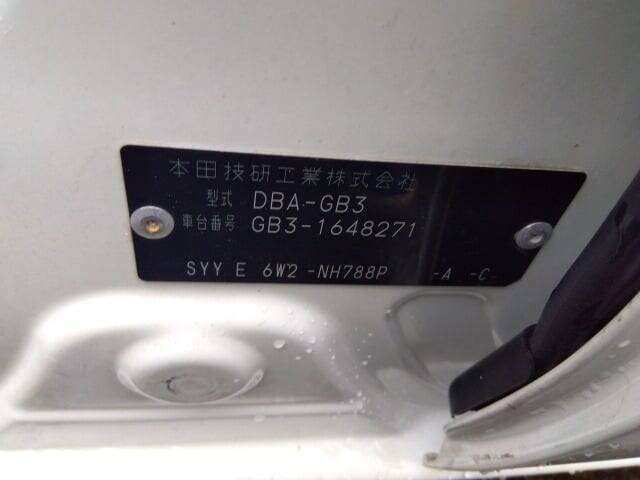 本田技研工業株式会社
型式 DBA-GB3
車台番号 GB3-1648271
SYY E 6W2 -NH788P -A -C